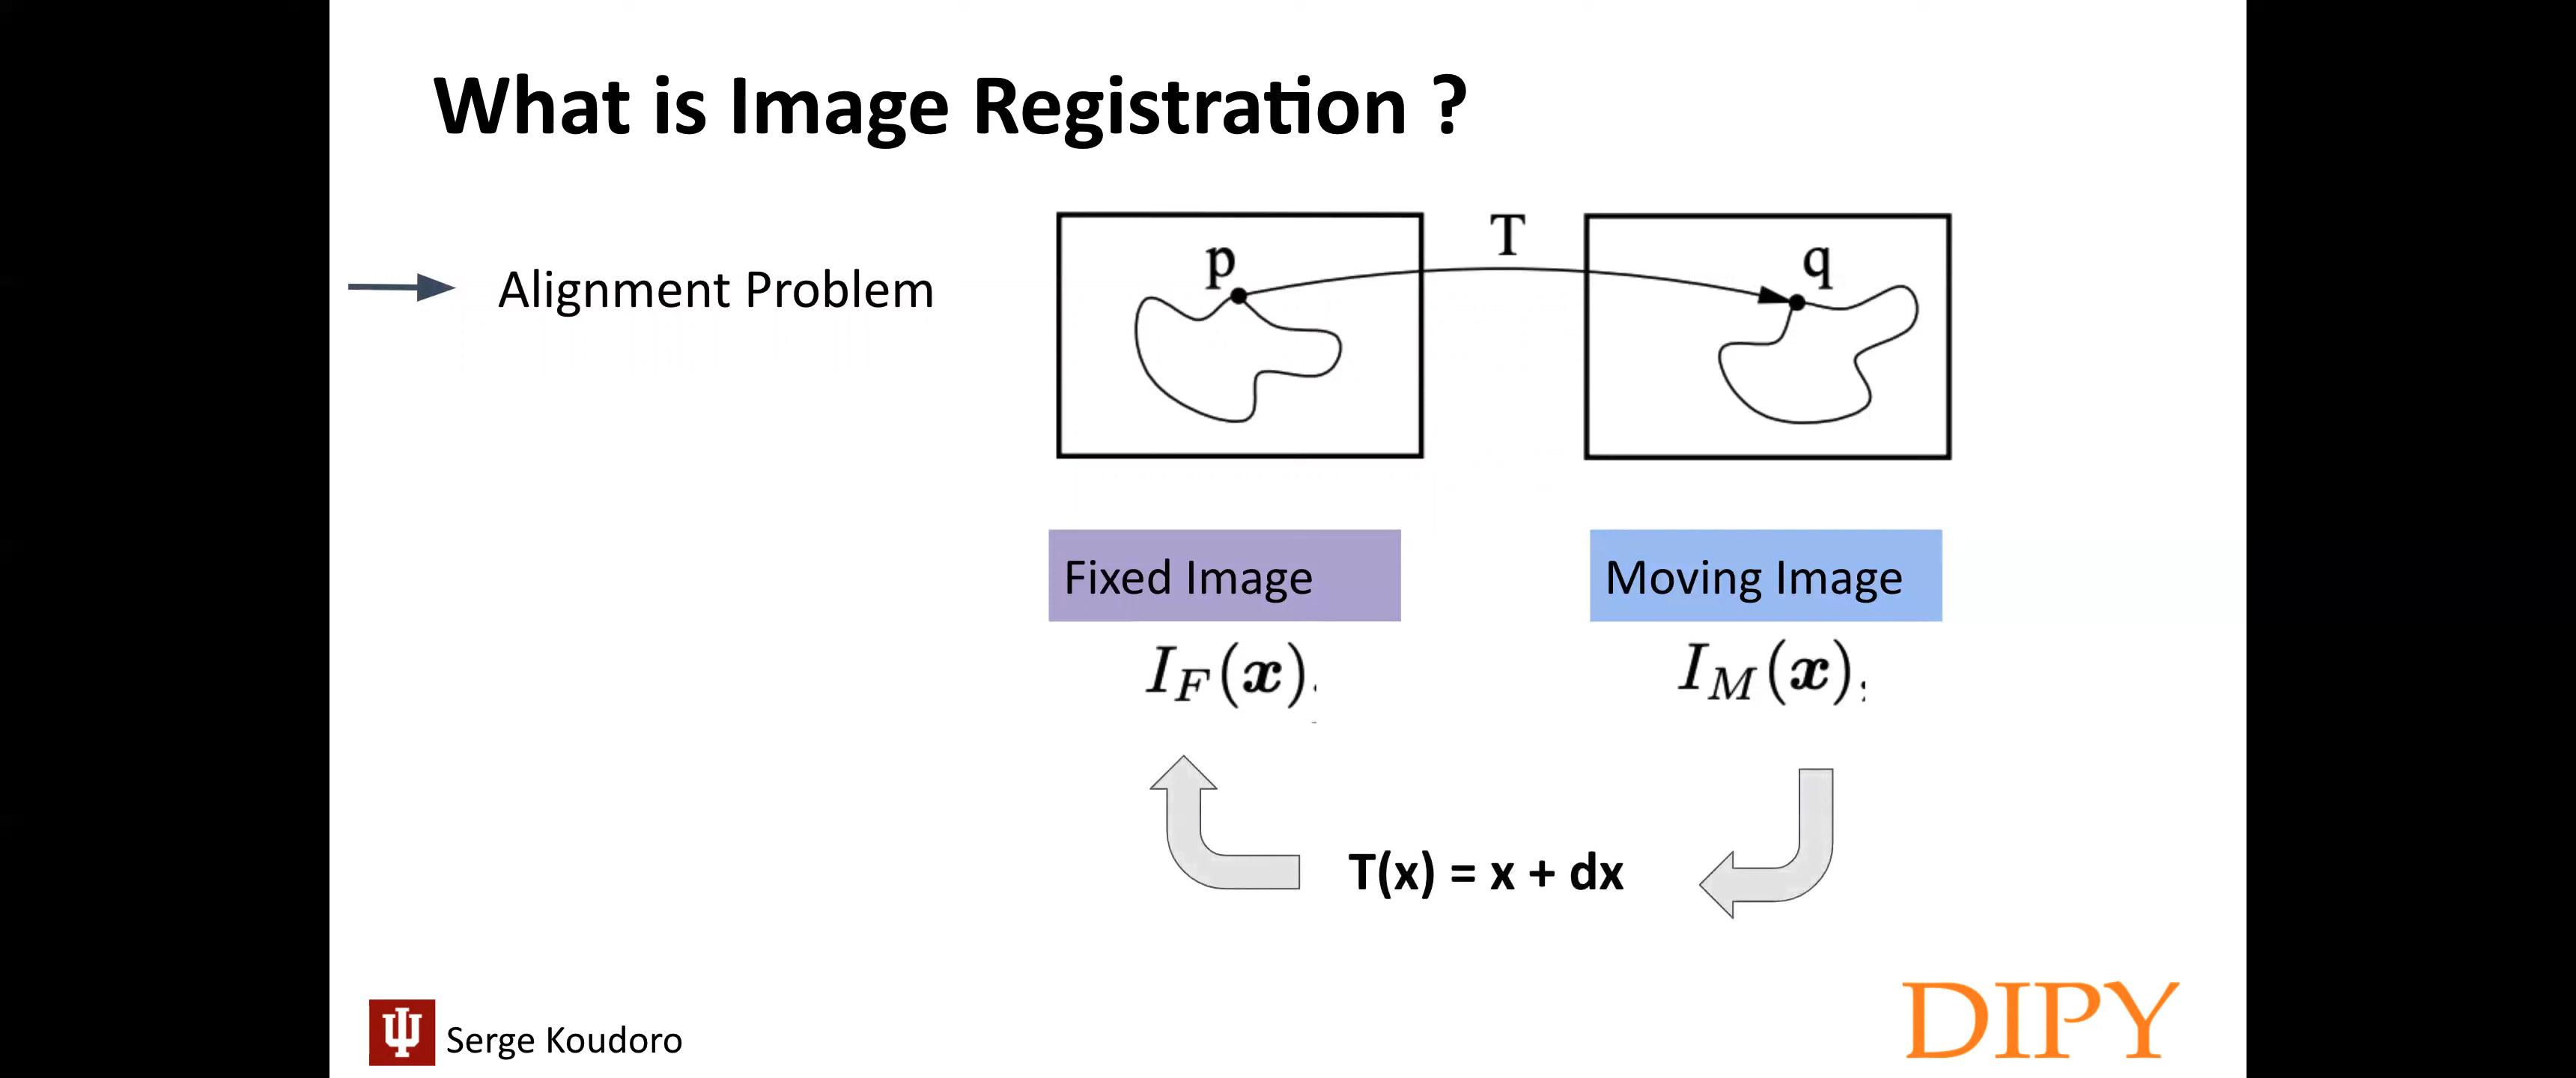 What is Image Registration ?
Alignment Problem
p
T
q
Fixed Image
Moving Image
I_F(x).
I_M(x),
T(x) = x + dx
Serge Koudoro
DIPY